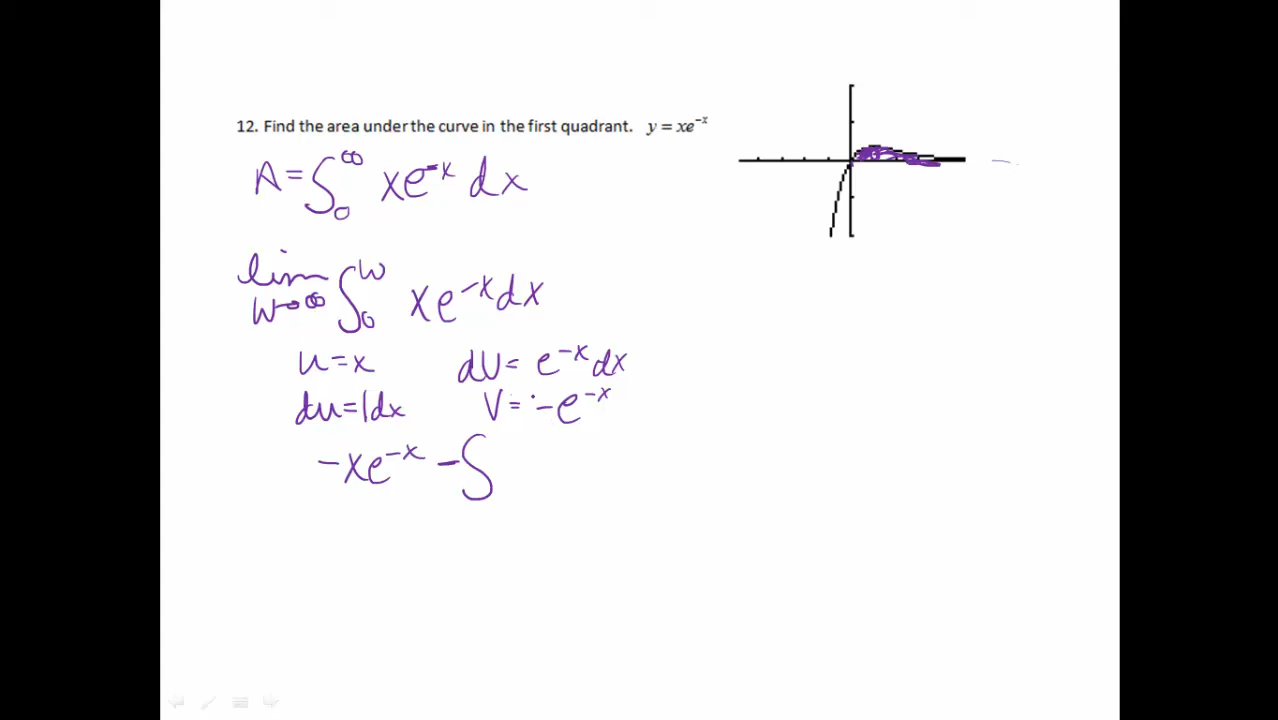 12. Find the area under the curve in the first quadrant. y = xe^{-x}
A = ∫_0^∞ xe^{-x} dx
lim_{w→∞} ∫_0^w xe^{-x} dx
u = x dv = e^{-x} dx
du = 1dx v = -e^{-x}
-xe^{-x} - ∫